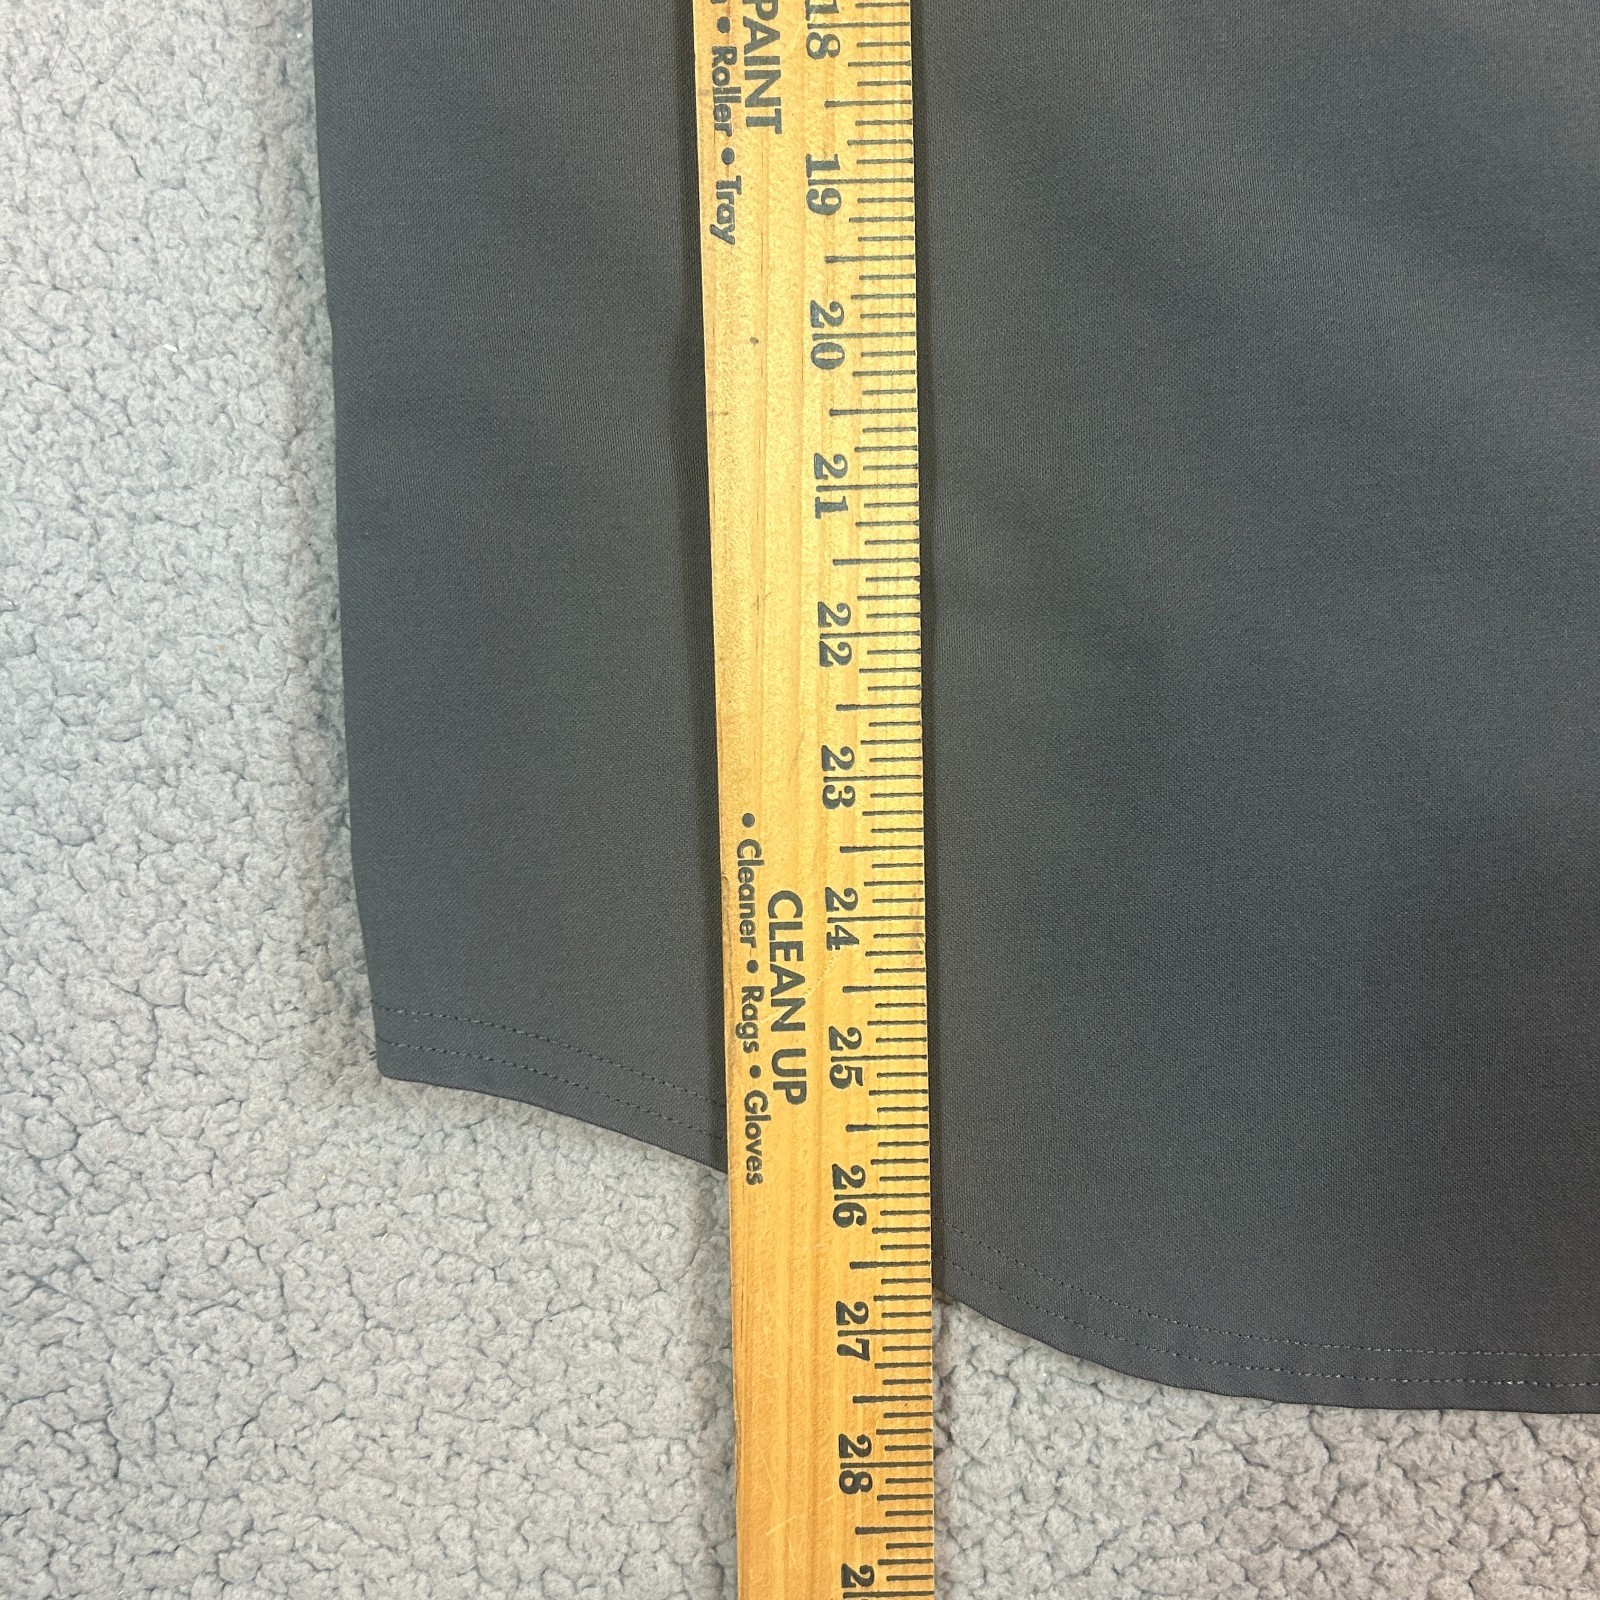 PAINT
• Roller • Tray
CLEAN UP
• Cleaner • Rags • Gloves
18
19
20
21
22
23
24
25
26
27
28